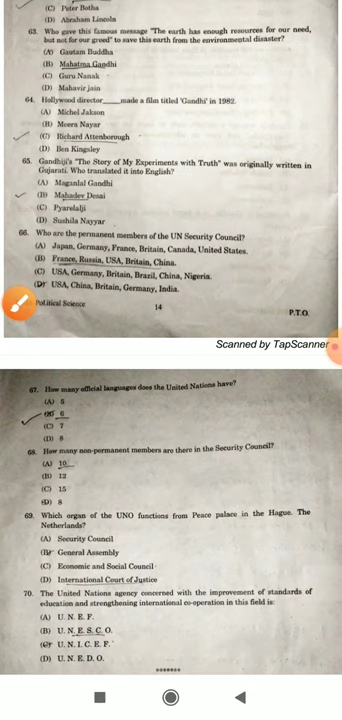 (C) Peter Botha
(D) Abraham Lincoln
63. Who gave this famous message "The earth has enough resources for our need,
but not for our greed" to save this earth from the environmental disaster?
(A) Gautam Buddha
(B) Mahatma Gandhi
(C) Guru Nanak
(D) Mahavir jain
64. Hollywood director____made a film titled 'Gandhi' in 1982.
(A) Michel Jakson
(B) Meera Nayar
(C) Richard Attenborough
(D) Ben Kingsley
65. Gandhiji's "The Story of My Experiments with Truth" was originally written in
Gujarati. Who translated it into English?
(A) Maganlal Gandhi
(B) Mahadev Desai
(C) Pyarelalji
(D) Sushila Nayyar
66. Who are the permanent members of the UN Security Council?
(A) Japan, Germany, France, Britain, Canada, United States.
(B) France, Russia, USA, Britain, China.
(C) USA, Germany, Britain, Brazil, China, Nigeria.
(D) USA, China, Britain, Germany, India.
Political Science 14 P.T.O.
Scanned by TapScanner
67. How many official languages does the United Nations have?
(A) 5
(B) 6
(C) 7
(D) 8
68. How many non-permanent members are there in the Security Council?
(A) 10
(B) 12
(C) 15
(D) 8
69. Which organ of the UNO functions from Peace palace in the Hague. The
Netherlands?
(A) Security Council
(B) General Assembly
(C) Economic and Social Council
(D) International Court of Justice
70. The United Nations agency concerned with the improvement of standards of
education and strengthening international co-operation in this field is:
(A) U. N. E. F.
(B) U. N. E. S. C. O.
(C) U. N. I. C. E. F.
(D) U. N. E. D. O.
*******